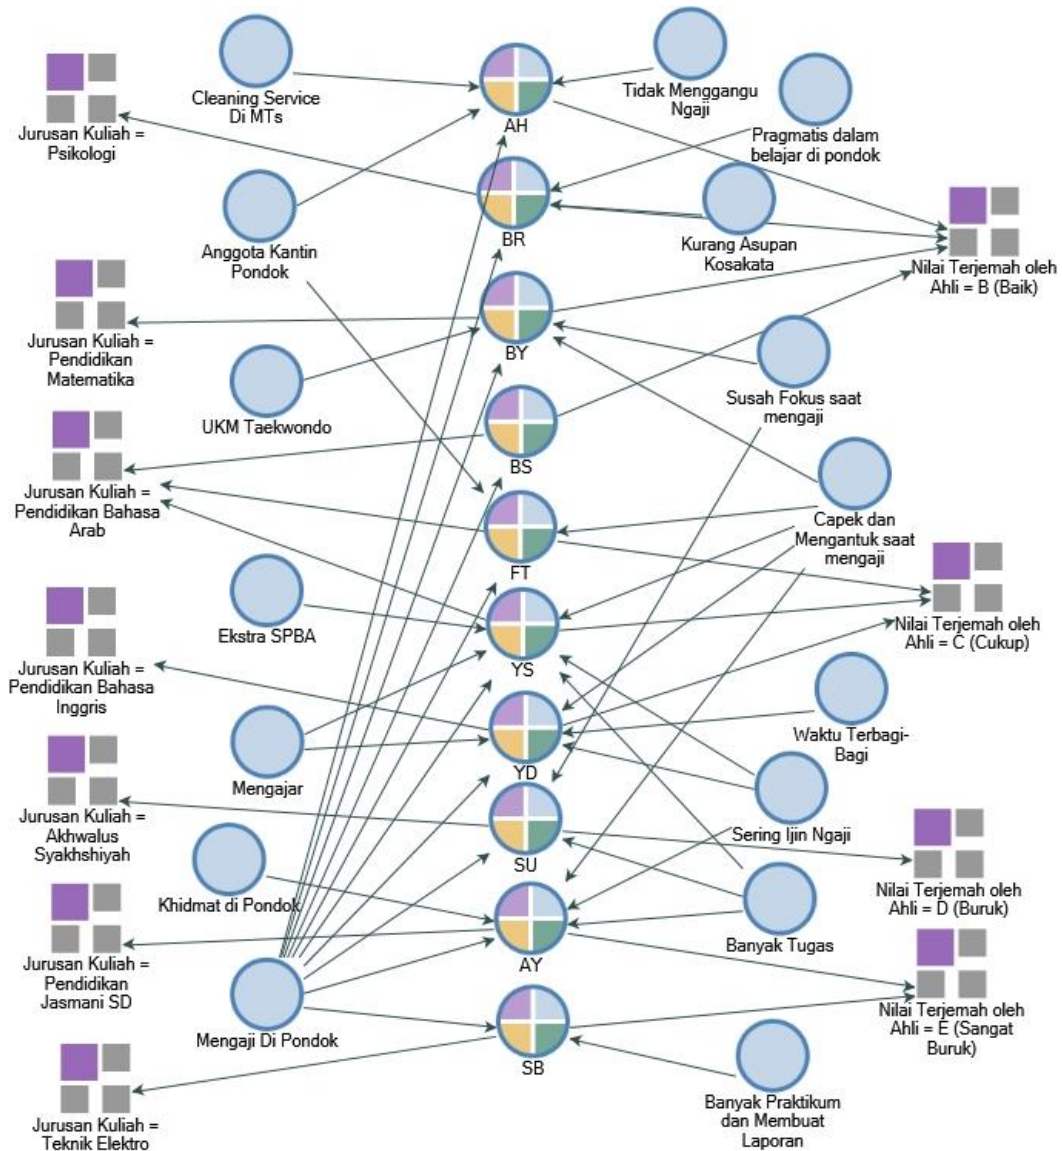 Cleaning Service
Di MTs
AH
Tidak Menggangu
Ngaji
Jurusan Kuliah =
Psikologi
Pragmatis dalam
belajar di pondok
BR
Anggota Kantin
Pondok
Kurang Asupan
Kosakata
Nilai Terjemah oleh
Ahli = B (Baik)
Jurusan Kuliah =
Pendidikan
Matematika
BY
UKM Taekwondo
Susah Fokus saat
mengaji
BS
Jurusan Kuliah =
Pendidikan Bahasa
Arab
Capek dan
Mengantuk saat
mengaji
FT
Ekstra SPBA
Nilai Terjemah oleh
Ahli = C (Cukup)
YS
Jurusan Kuliah =
Pendidikan Bahasa
Inggris
Waktu Terbagi-
Bagi
YD
Mengajar
Jurusan Kuliah =
Akhwalus
Syakhshiyah
Sering Ijin Ngaji
SU
Khidmat di Pondok
Nilai Terjemah oleh
Ahli = D (Buruk)
Banyak Tugas
AY
Jurusan Kuliah =
Pendidikan
Jasmani SD
Nilai Terjemah oleh
Ahli = E (Sangat
Buruk)
Mengaji Di Pondok
SB
Banyak Praktikum
dan Membuat
Laporan
Jurusan Kuliah =
Teknik Elektro